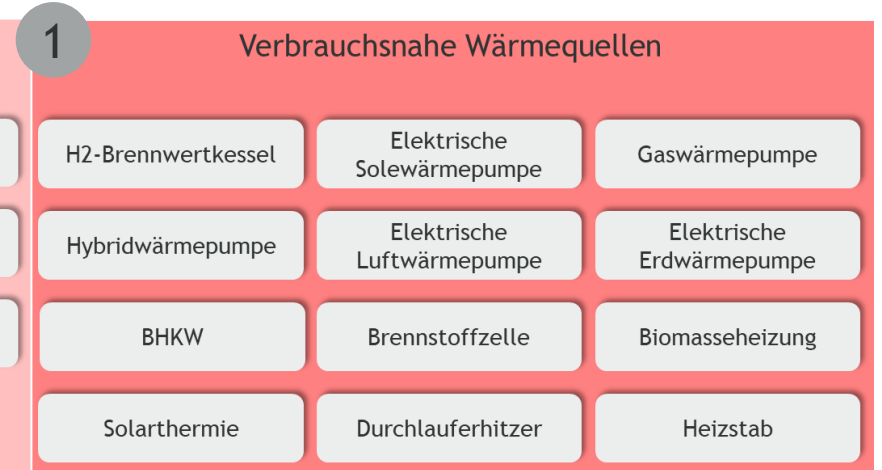 1
Verbrauchsnahe Wärmequellen
H2-Brennwertkessel
Elektrische
Solewärmepumpe
Gaswärmepumpe
Hybridwärmepumpe
Elektrische
Luftwärmepumpe
Elektrische
Erdwärmepumpe
BHKW
Brennstoffzelle
Biomasseheizung
Solarthermie
Durchlauferhitzer
Heizstab